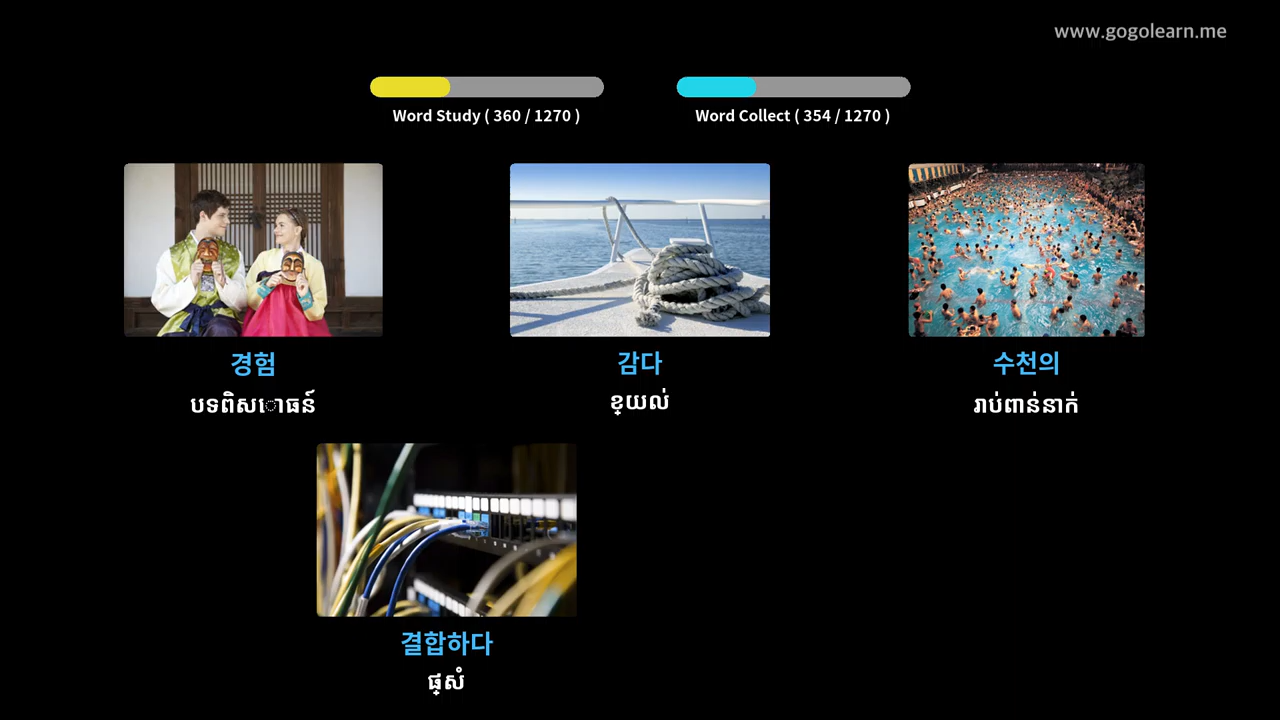 www.gogolearn.me
Word Study ( 360 / 1270 )
Word Collect ( 354 / 1270 )
경험
បទពិសោធន៍
감다
ខ្យល់
수천의
រាប់ពាន់នាក់
결합하다
ផ្សំ